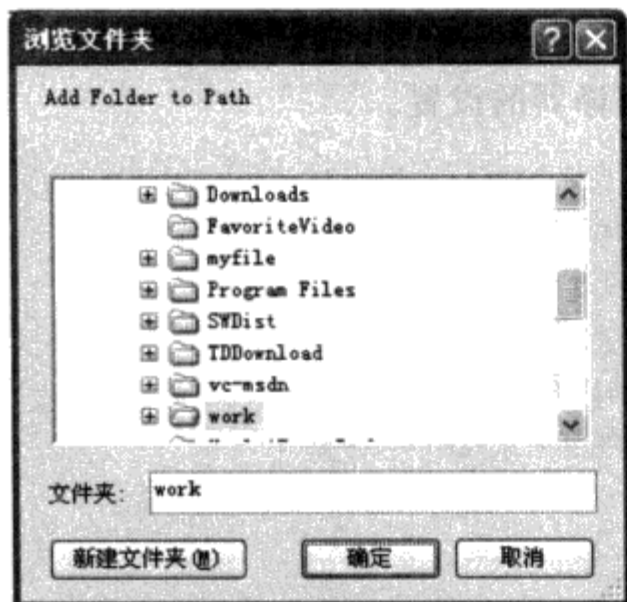 浏览文件夹
Add Folder to Path
Downloads
FavoriteVideo
myfile
Program Files
SWDist
TDDownload
vc-msdn
work
文件夹:
work
新建文件夹(M)
确定
取消